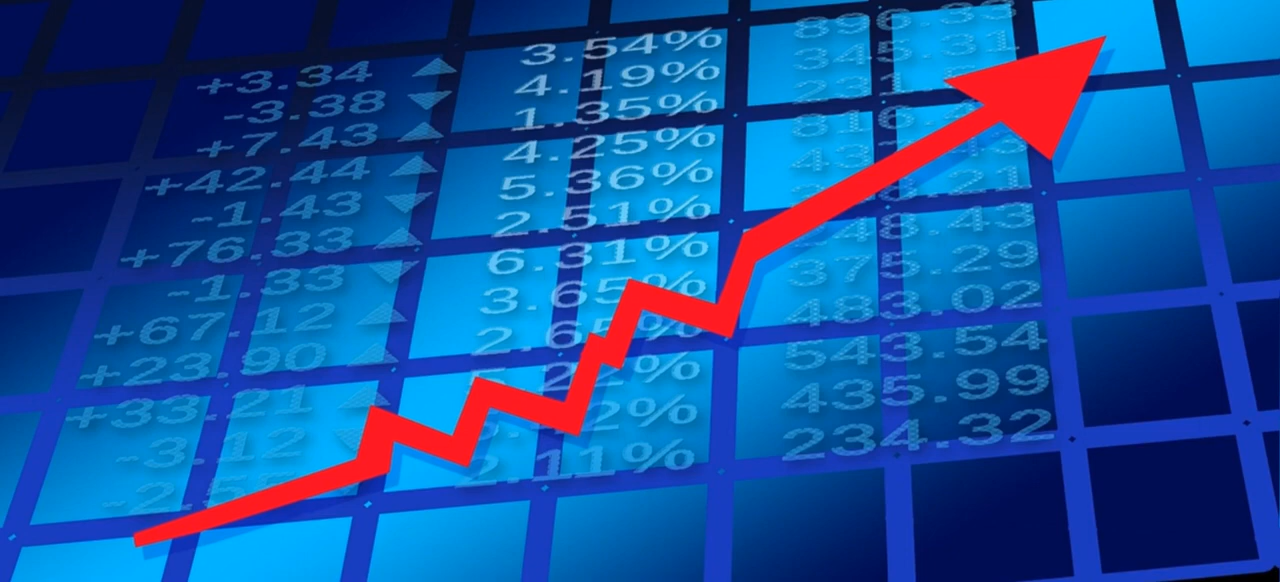 +3.34 ▲ 3.54% 896.33
-3.38 ▼ 4.19% 345.31
+7.43 ▲ 1.35%
+42.44 ▲ 4.25%
-1.43 ▼ 5.36%
+76.33 ▲ 2.51%
-1.33 ▼ 6.31%
+67.12 ▲ 3.65% 375.29
+23.90 ▲ 483.02
+33.21 ▲ 543.54
-3.12 ▼ 435.99
2.11% 234.32